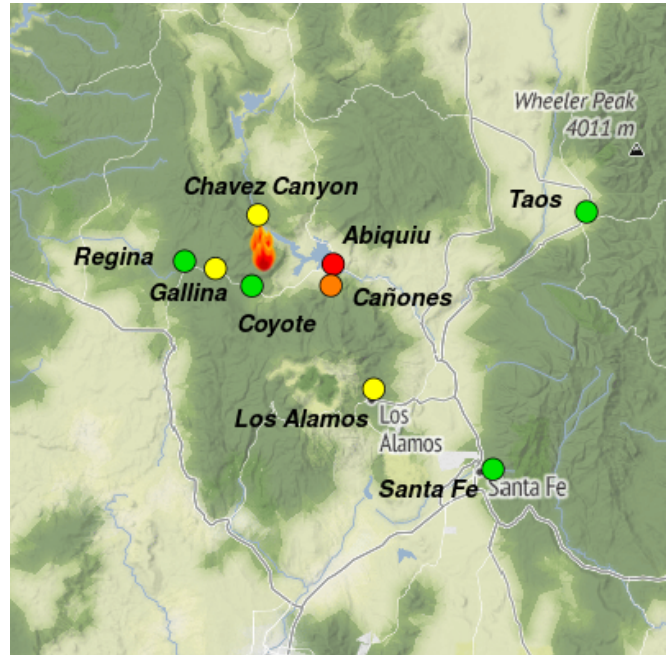 Wheeler Peak
4011 m
Chavez Canyon
Taos
Abiquiu
Regina
Gallina
Cañones
Coyote
Los Alamos
Los
Alamos
Santa Fe
Santa Fe